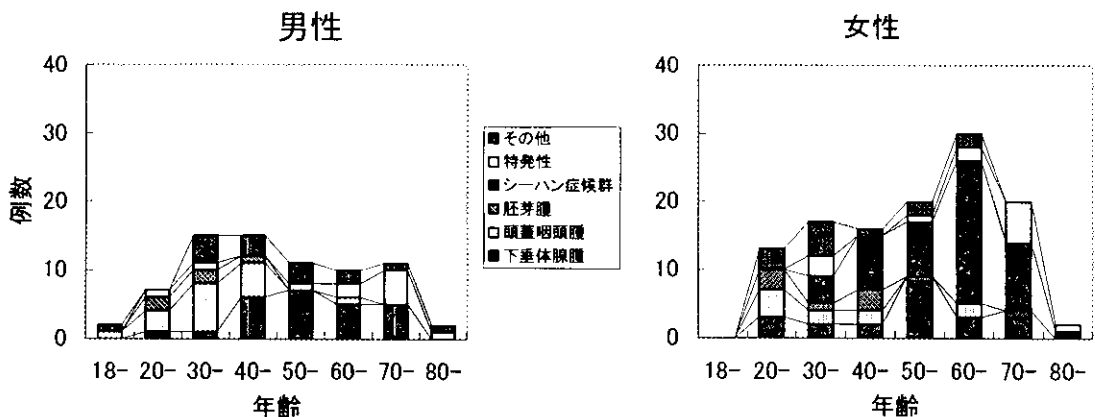 男性
女性
40
30
20
10
0
例数
18- 20- 30- 40- 50- 60- 70- 80-
年齢
その他
特発性
シーハン症候群
胚芽腫
頭蓋咽頭腫
下垂体腺腫
40
30
20
10
0
18- 20- 30- 40- 50- 60- 70- 80-
年齢